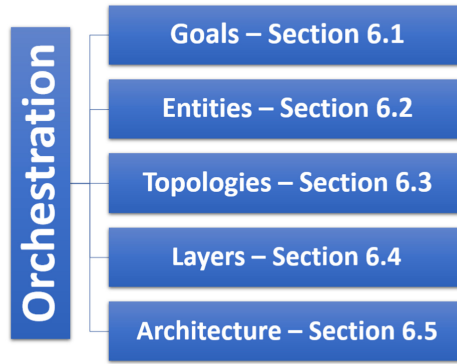 Orchestration
Goals – Section 6.1
Entities – Section 6.2
Topologies – Section 6.3
Layers – Section 6.4
Architecture – Section 6.5